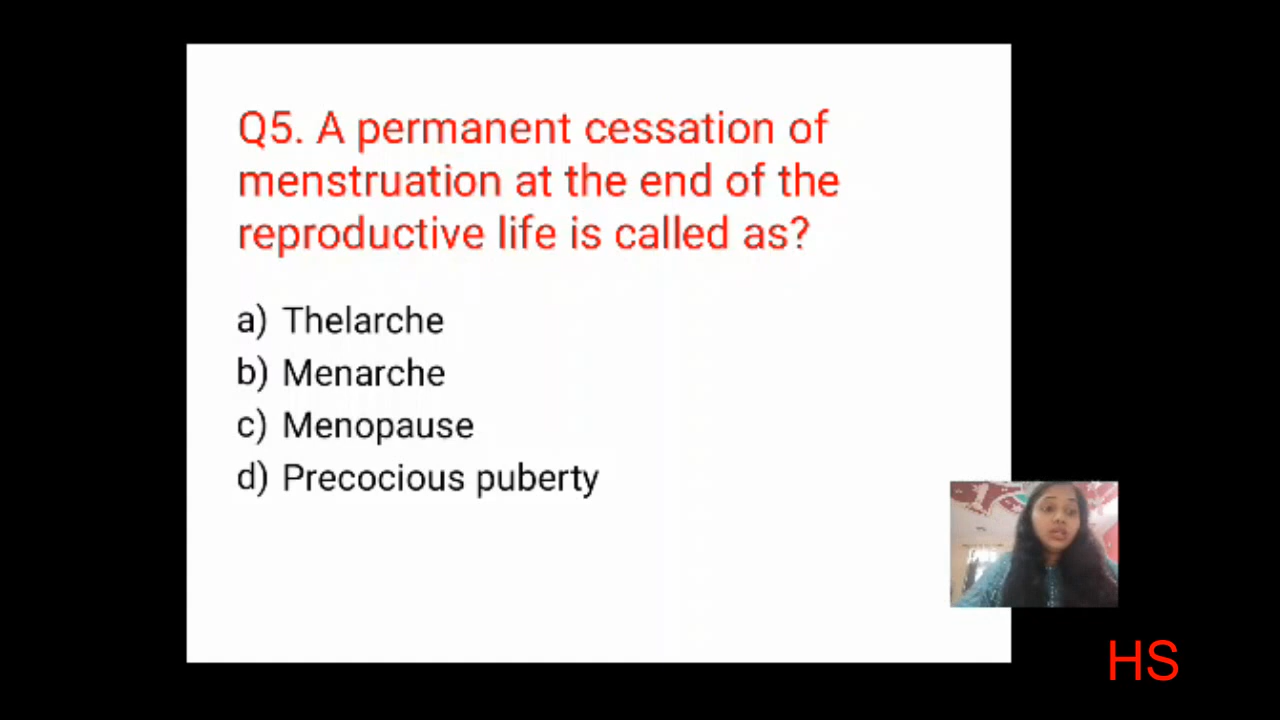 Q5. A permanent cessation of
menstruation at the end of the
reproductive life is called as?
a) Thelarche
b) Menarche
c) Menopause
d) Precocious puberty
HS